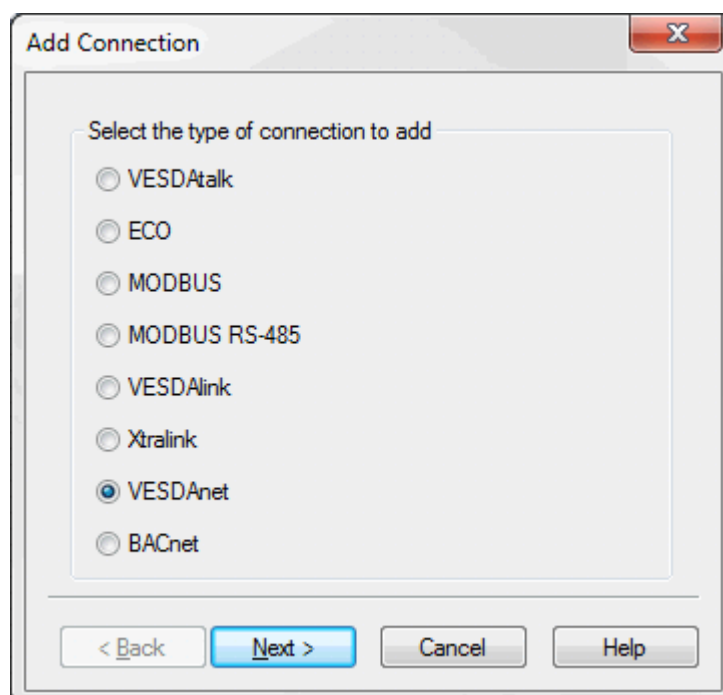 Add Connection
Select the type of connection to add
VESDAtalk
ECO
MODBUS
MODBUS RS-485
VESDAlink
Xtralink
VESDAnet
BACnet
< Back Next > Cancel Help